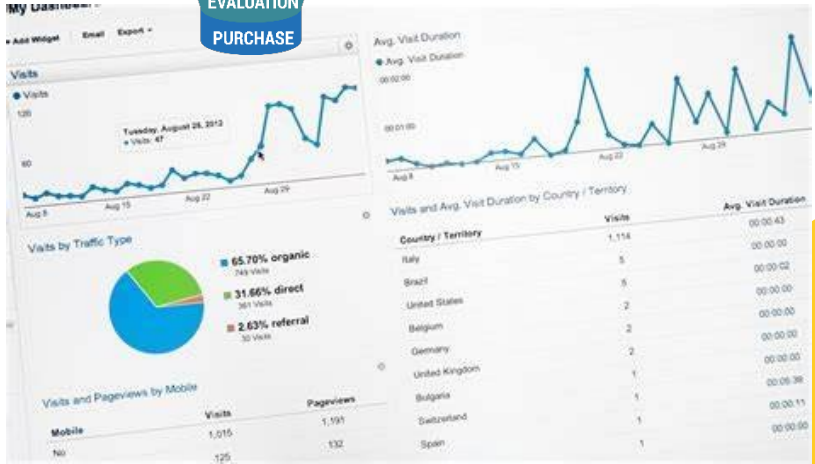 EVALUATION
PURCHASE
My
Add Widget Email Export
Visits
Visits
120
60
Tuesday, August 28, 2012
Visits: 47
Aug 8 Aug 15 Aug 22 Aug 29
Avg. Visit Duration
Avg. Visit Duration
00:02:00
00:01:00
Aug 8 Aug 15 Aug 22 Aug 29
Visits by Traffic Type
65.70% organic
749 Visits
31.66% direct
361 Visits
2.63% referral
30 Visits
Visits and Pageviews by Mobile
Mobile Visits Pageviews
No 1,015 1,191
125 132
Visits and Avg. Visit Duration by Country / Territory
Country / Territory Visits Avg. Visit Duration
Italy 1,114 00:00:43
Brazil 5 00:00:00
United States 5 00:00:02
Belgium 2 00:00:00
Germany 2 00:00:00
United Kingdom 2 00:00:00
Bulgaria 1 00:00:00
Switzerland 1 00:05:39
Spain 1 00:00:11
1 00:00:00